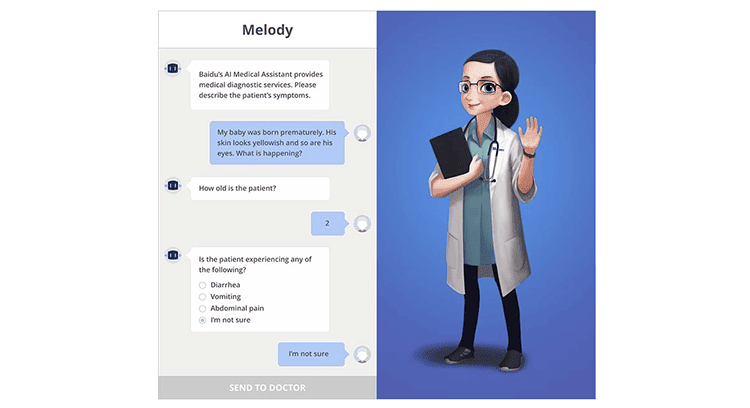 Melody
Baidu's AI Medical Assistant provides
medical diagnostic services. Please
describe the patient's symptoms.
My baby was born prematurely. His
skin looks yellowish and so are his
eyes. What is happening?
How old is the patient?
2
Is the patient experiencing any of
the following?
Diarrhea
Vomiting
Abdominal pain
I'm not sure
I'm not sure
SEND TO DOCTOR